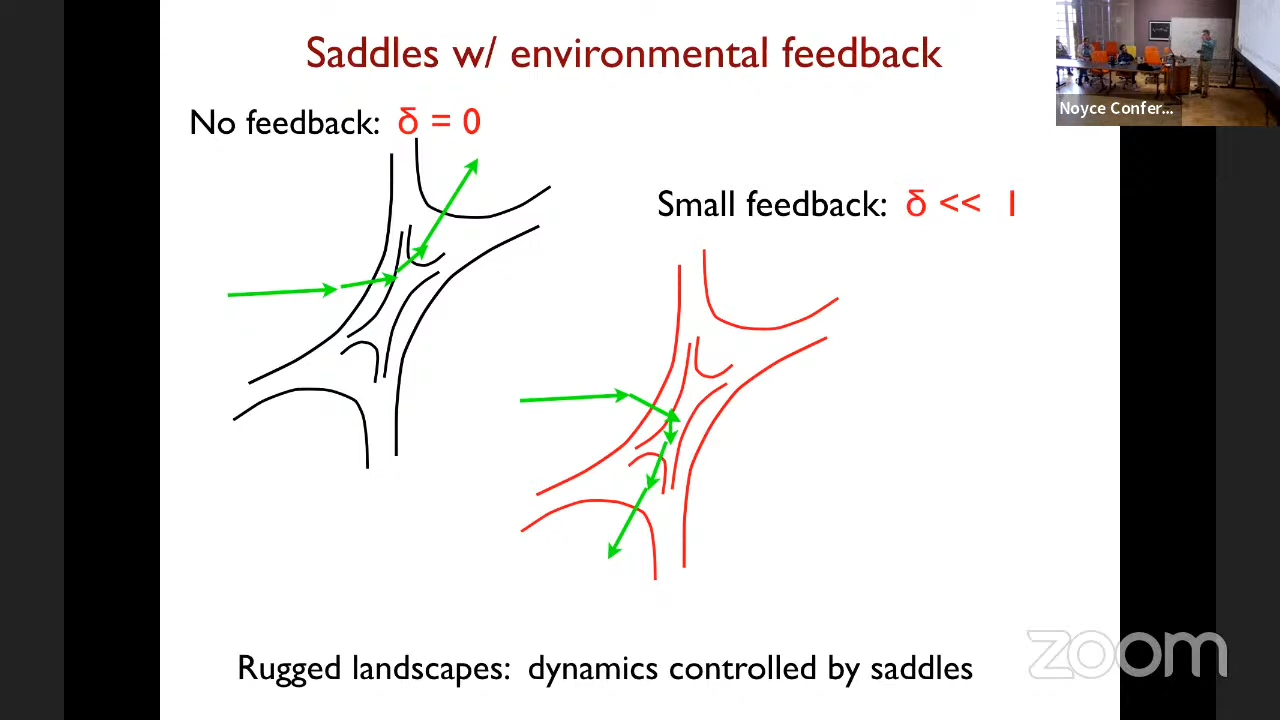 Saddles w/ environmental feedback
No feedback: δ = 0
Small feedback: δ << 1
Rugged landscapes: dynamics controlled by saddles
Noyce Confer...
zoom